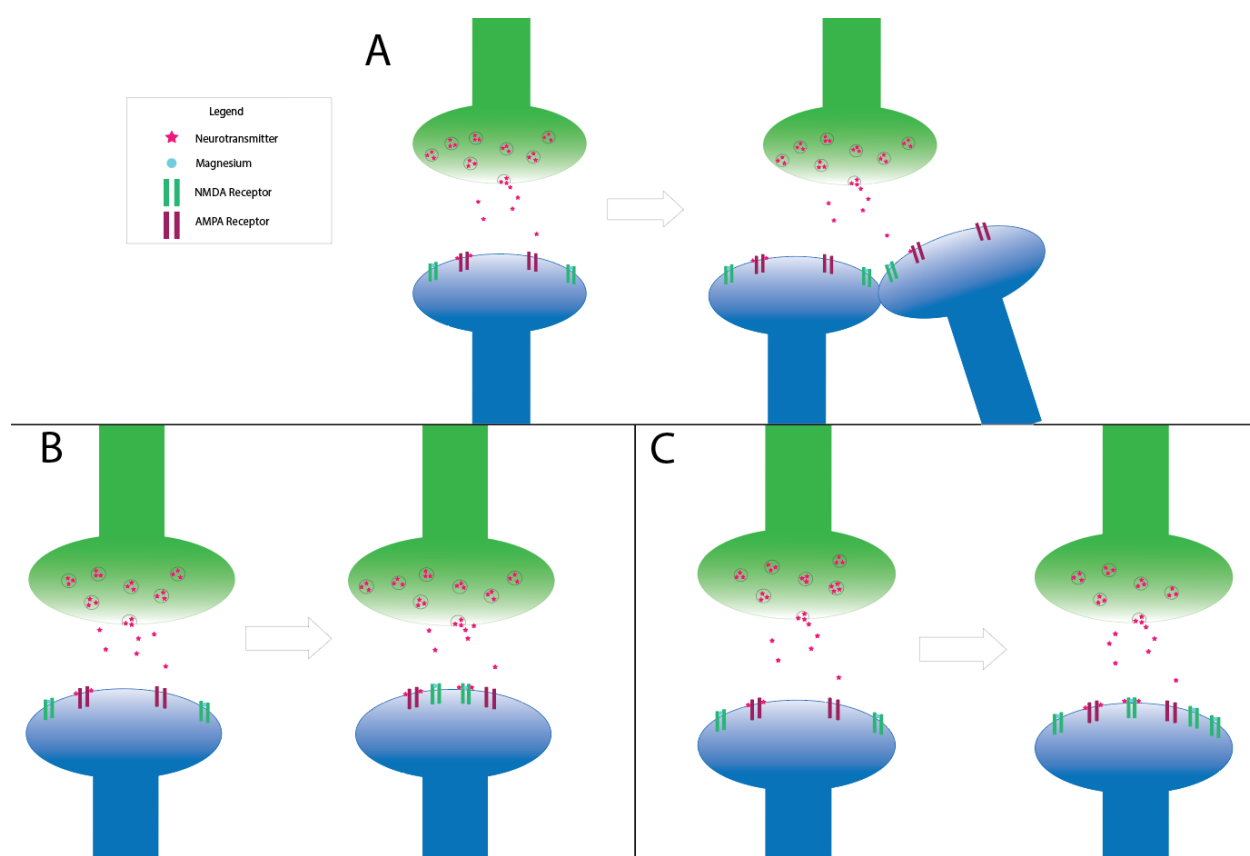 A
Legend
Neurotransmitter
Magnesium
NMDA Receptor
AMPA Receptor
B
C